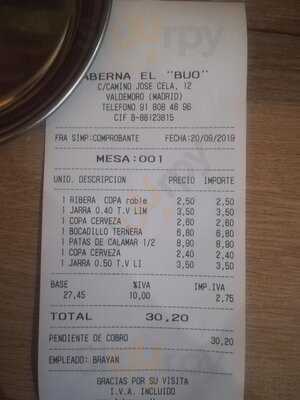 ABERNA EL "BUO"
C/CAMINO JOSE CELA, 12
VALDEMORO (MADRID)
TELEFONO 91 808 48 96
CIF B-86123815
FRA SIMP:COMPROBANTE FECHA:20/09/2019
MESA:001
UNID. DESCRIPCION PRECIO IMPORTE
1 RIBERA COPA roble 2,50 2,50
1 JARRA 0.40 T.V LIM 3,50 3,50
1 COPA CERVEZA 2,60 2,60
1 BOCADILLO TERNERA 6,80 6,80
1 PATAS DE CALAMAR 1/2 8,90 8,90
1 COPA CERVEZA 2,40 2,40
1 JARRA 0.50 T.V LI 3,50 3,50
BASE %IVA IMP.IVA
27,45 10,00 2,75
TOTAL 30,20
PENDIENTE DE COBRO 30,20
EMPLEADO: BRAYAN
GRACIAS POR SU VISITA
I.V.A. INCLUIDO